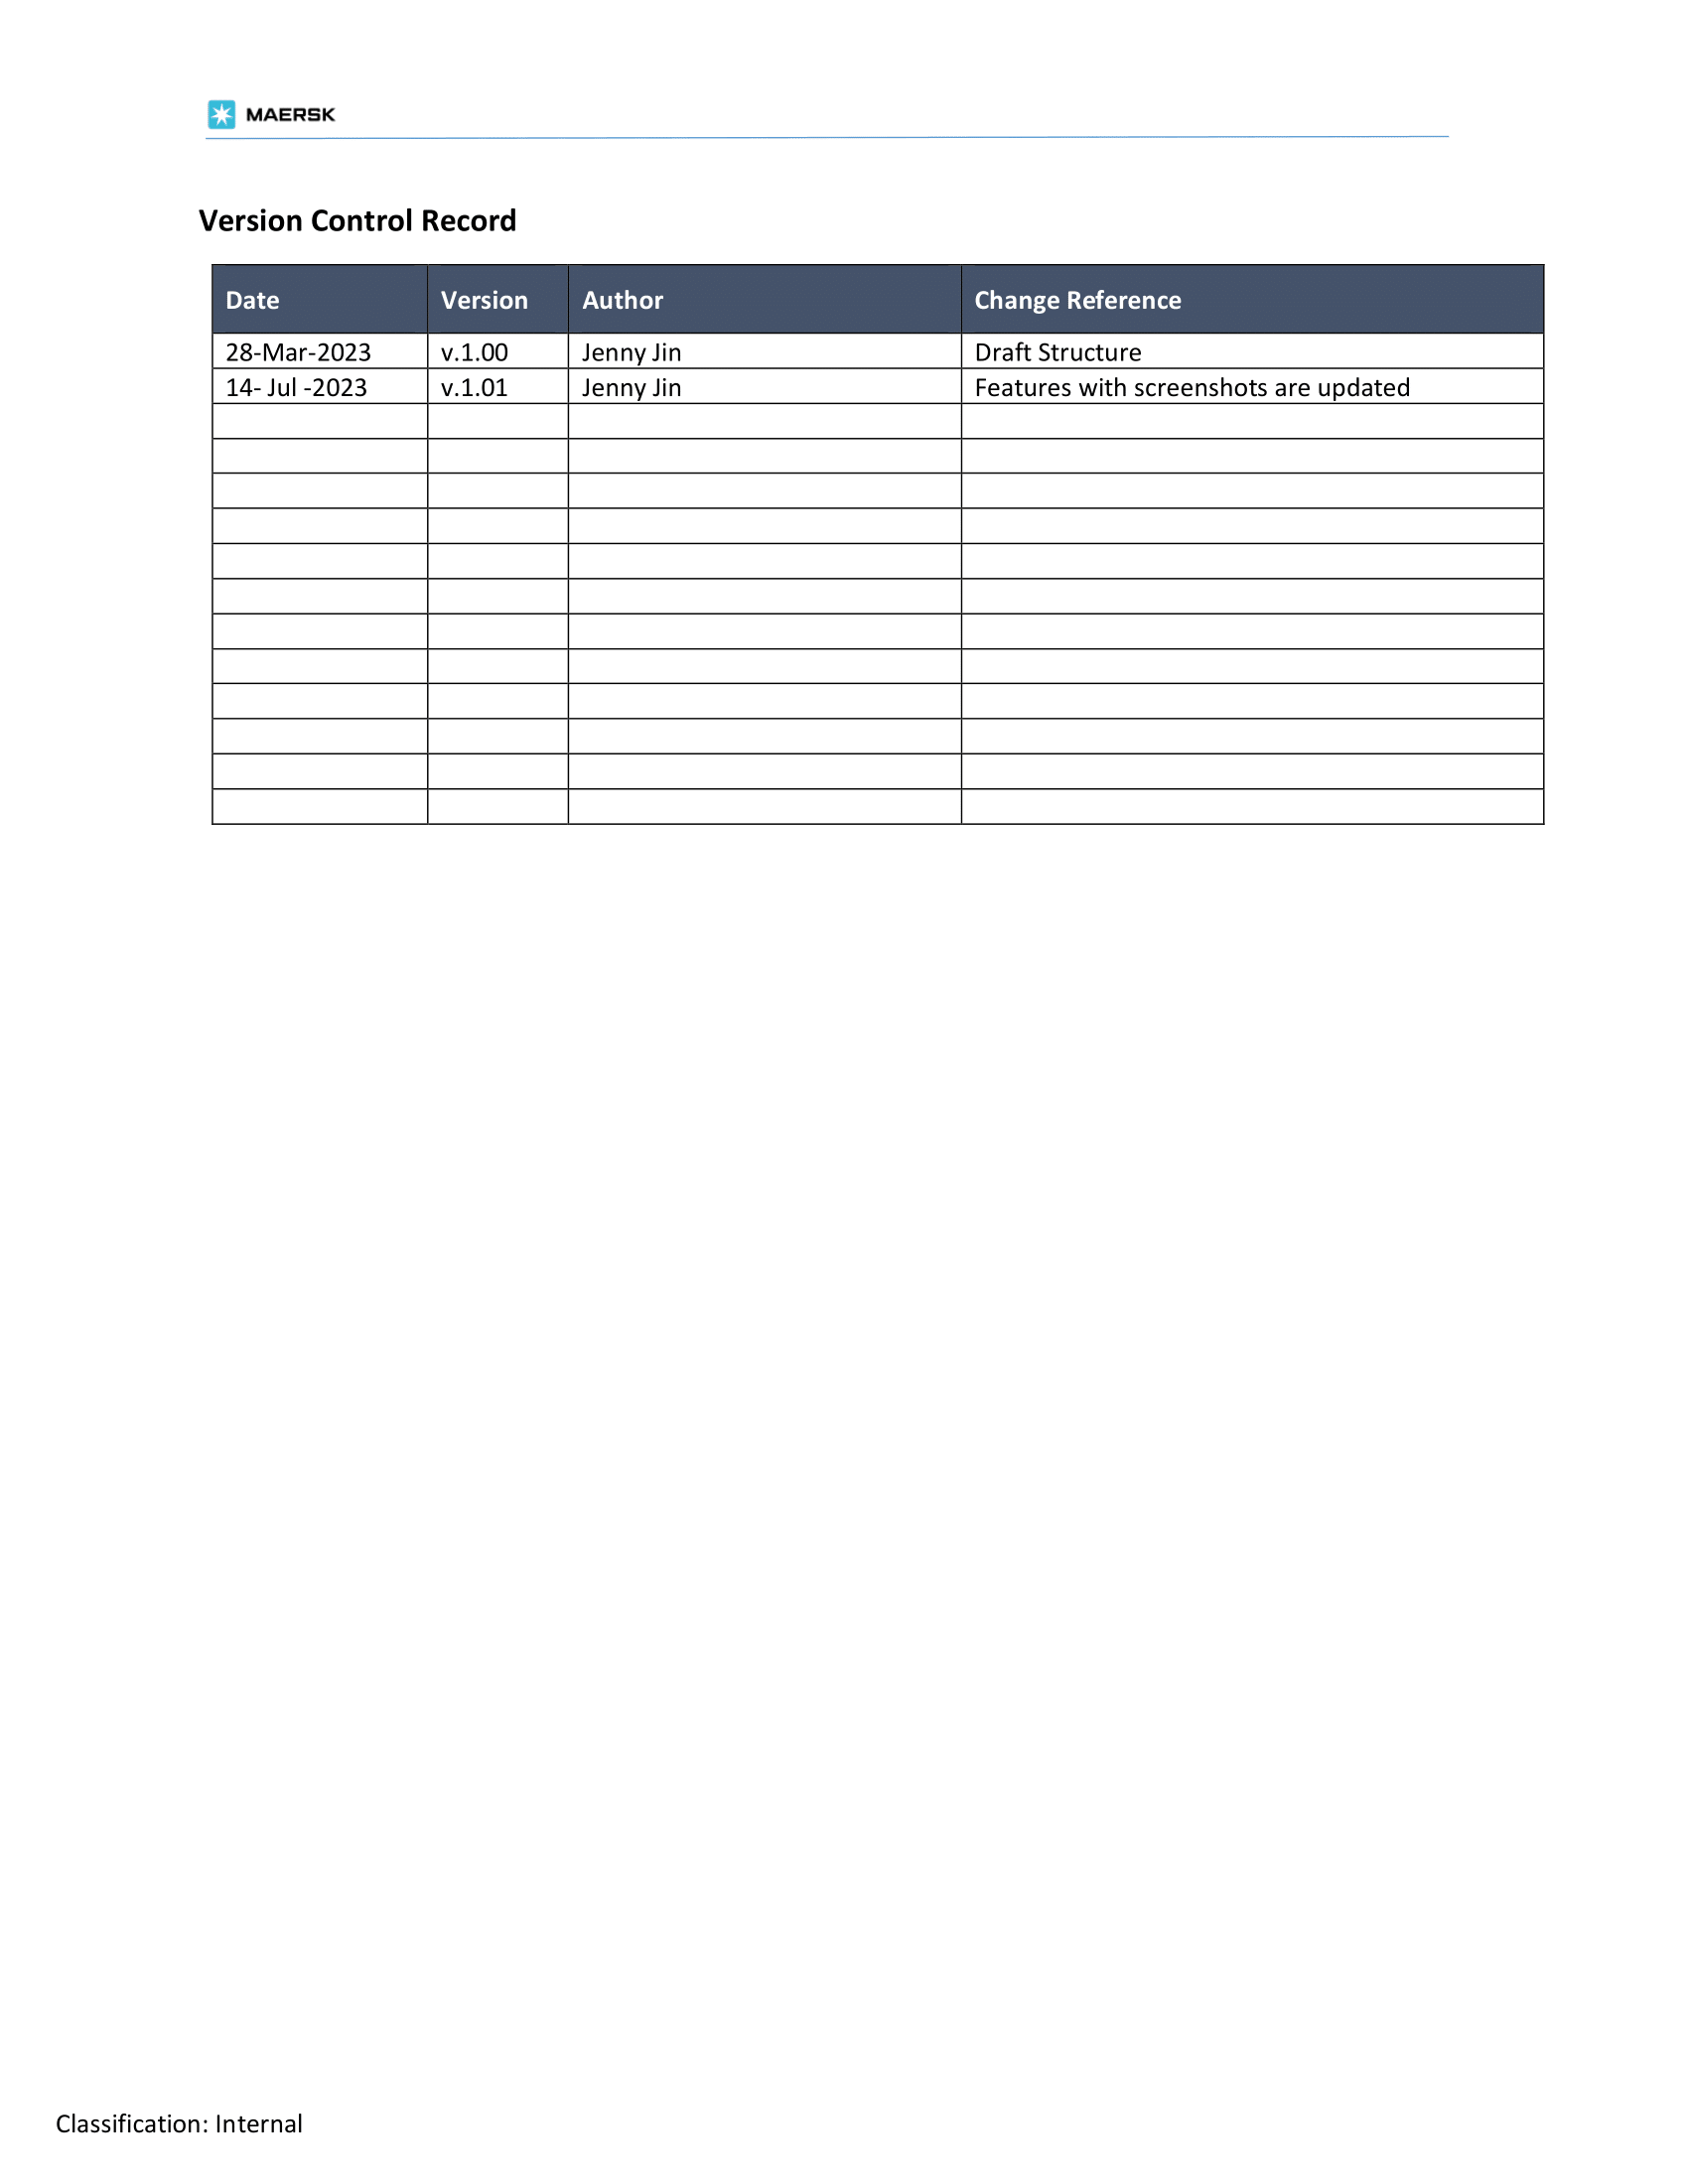 MAERSK
Version Control Record
Date Version Author Change Reference
28-Mar-2023 v.1.00 Jenny Jin Draft Structure
14- Jul -2023 v.1.01 Jenny Jin Features with screenshots are updated
Classification: Internal